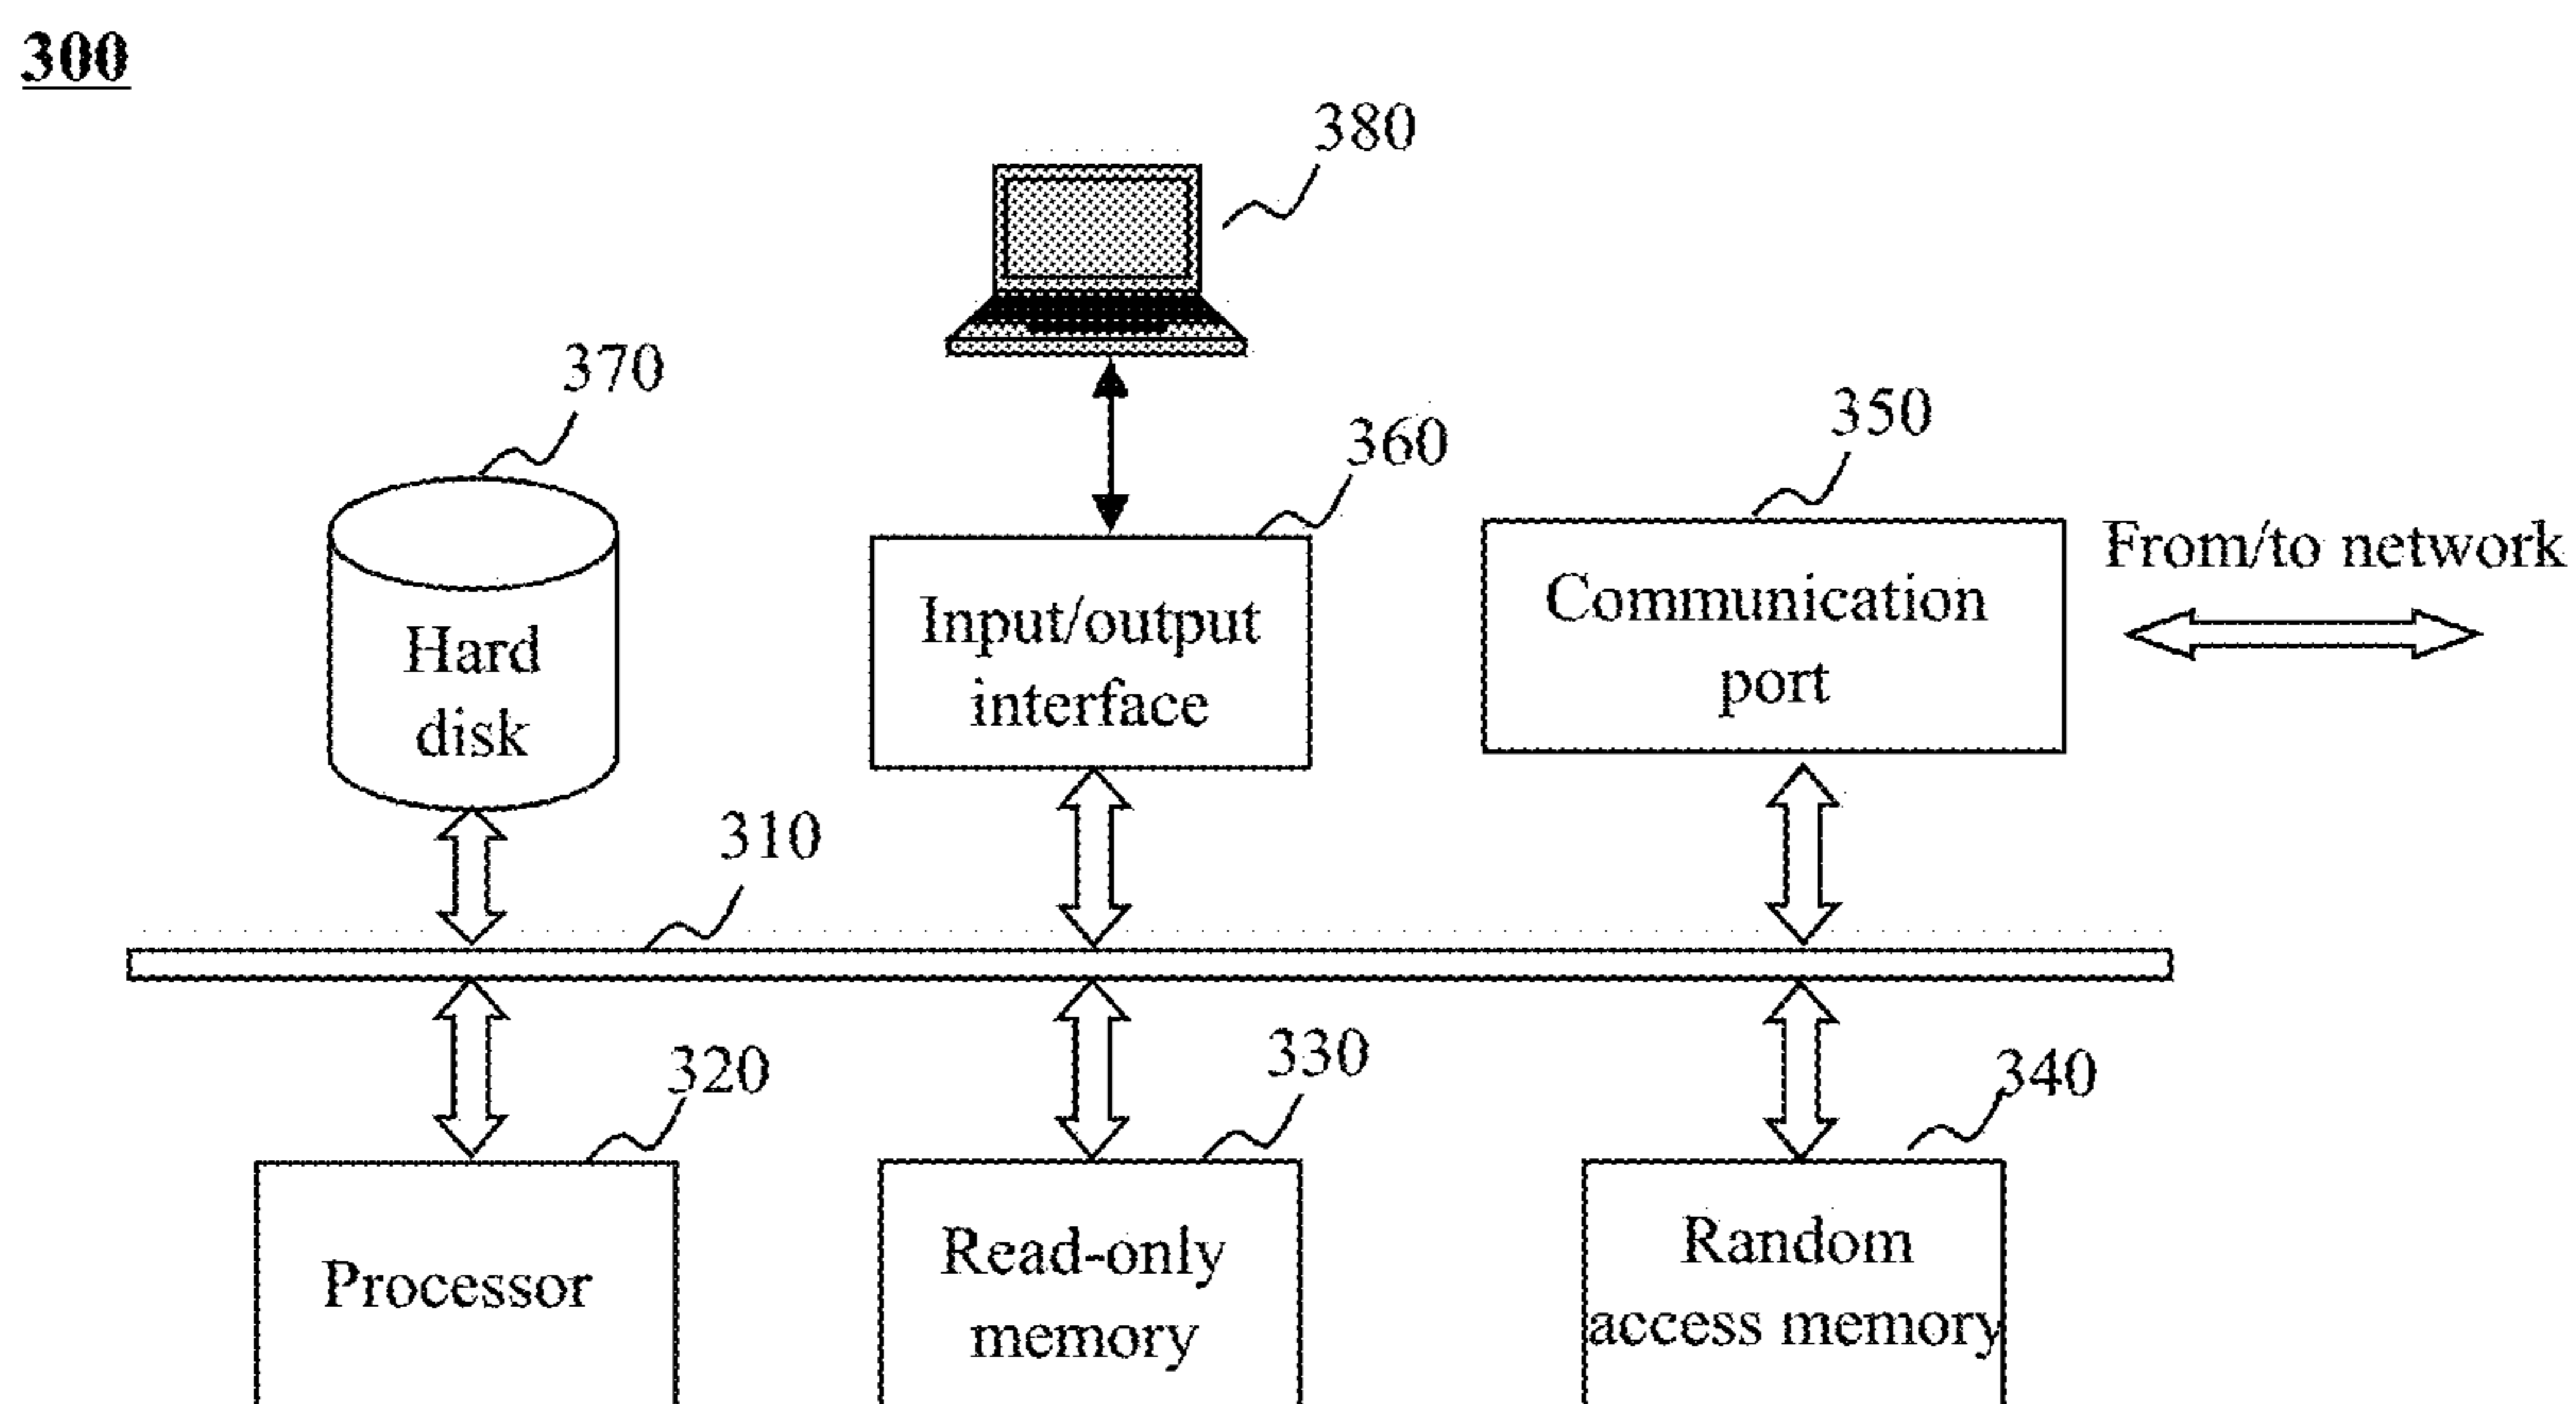 300
380
370
360
350
From/to network
Communication
port
Input/output
interface
Hard
disk
310
320
330
340
Processor
Read-only
memory
Random
access memory